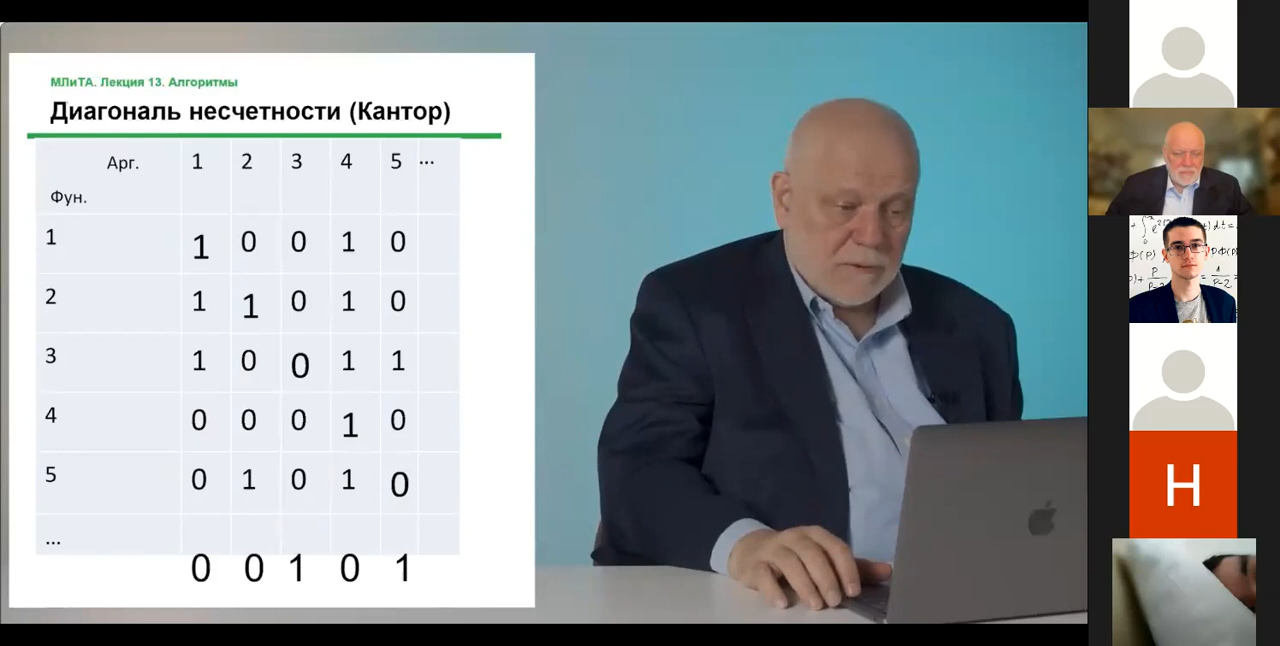 МЛиТА. Лекция 13. Алгоритмы
Диагональ несчетности (Кантор)
Арг. 1 2 3 4 5 ...
Фун.
1 1 0 0 1 0
2 1 1 0 1 0
3 1 0 0 1 1
4 0 0 0 1 0
5 0 1 0 1 0
...
0 0 1 0 1
H